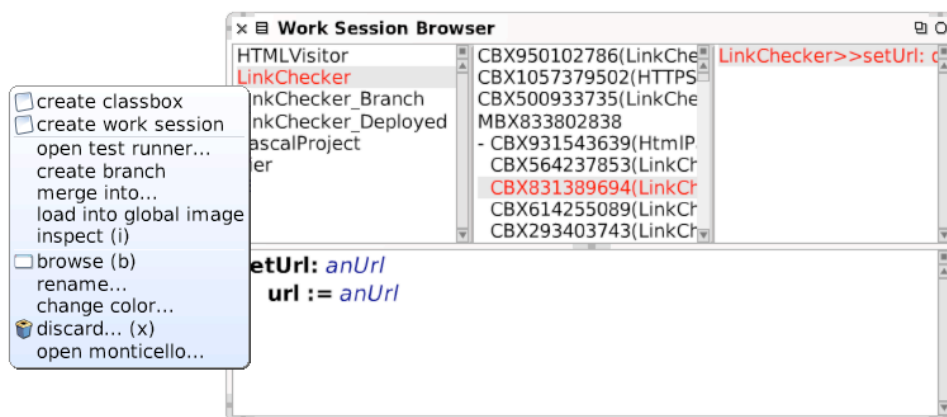 Work Session Browser
HTMLVisitor
LinkChecker
LinkChecker_Branch
LinkChecker_Deployed
PascalProject
Pier
CBX950102786(LinkChe
CBX1057379502(HTTPS
CBX500933735(LinkChe
MBX833802838
- CBX931543639(HtmlP
CBX564237853(LinkCh
CBX831389694(LinkCh
CBX614255089(LinkCh
CBX293403743(LinkCh
LinkChecker>>setUrl:
create classbox
create work session
open test runner...
create branch
merge into...
load into global image
inspect (i)
browse (b)
rename...
change color...
discard... (x)
open monticello...
setUrl: anUrl
url := anUrl